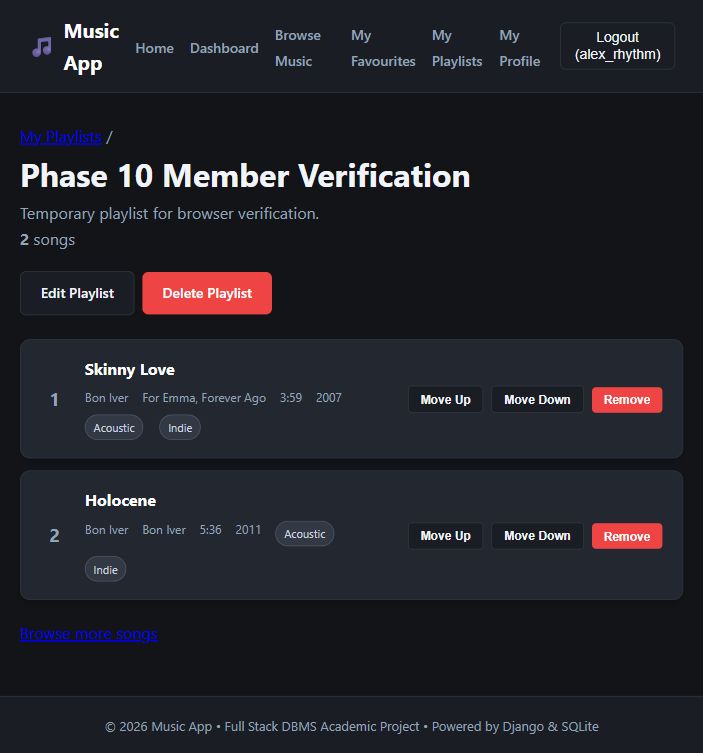 Music App
Home
Dashboard
Browse Music
My Favourites
My Playlists
My Profile
Logout (alex_rhythm)
My Playlists /
Phase 10 Member Verification
Temporary playlist for browser verification.
2 songs
Edit Playlist
Delete Playlist
1
Skinny Love
Bon Iver For Emma, Forever Ago 3:59 2007
Acoustic Indie
Move Up Move Down Remove
2
Holocene
Bon Iver Bon Iver 5:36 2011 Acoustic
Indie
Move Up Move Down Remove
Browse more songs
© 2026 Music App • Full Stack DBMS Academic Project • Powered by Django & SQLite